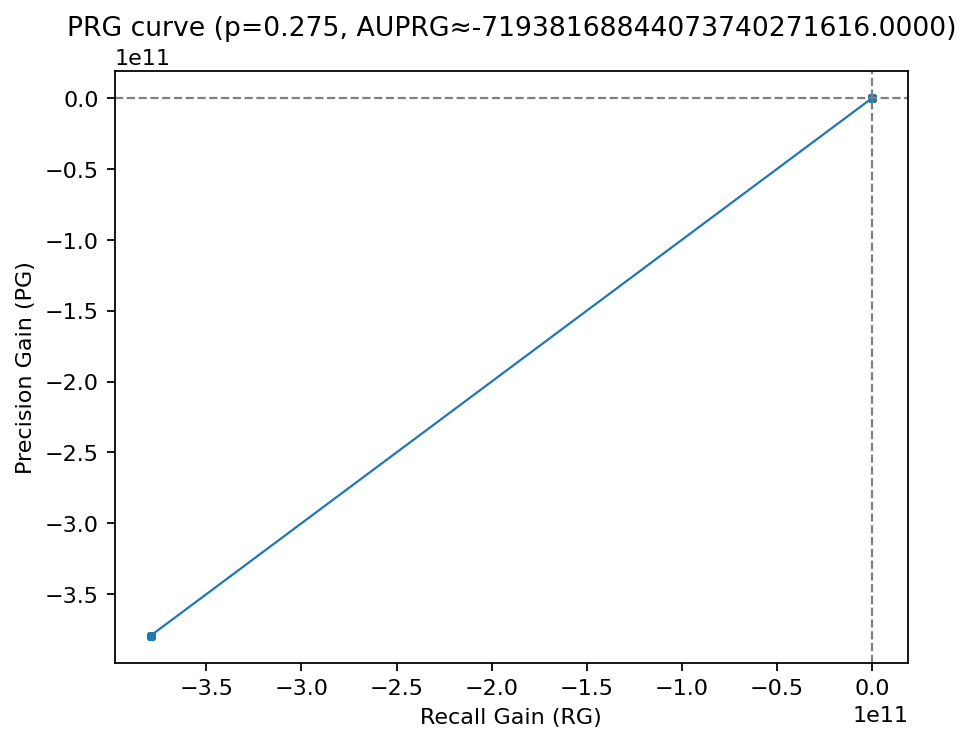 PRG curve (p=0.275, AUPRG≈-71938168844073740271616.0000)
1e11
0.0
−0.5
−1.0
−1.5
−2.0
−2.5
−3.0
−3.5
Precision Gain (PG)
−3.5 −3.0 −2.5 −2.0 −1.5 −1.0 −0.5 0.0
Recall Gain (RG)
1e11